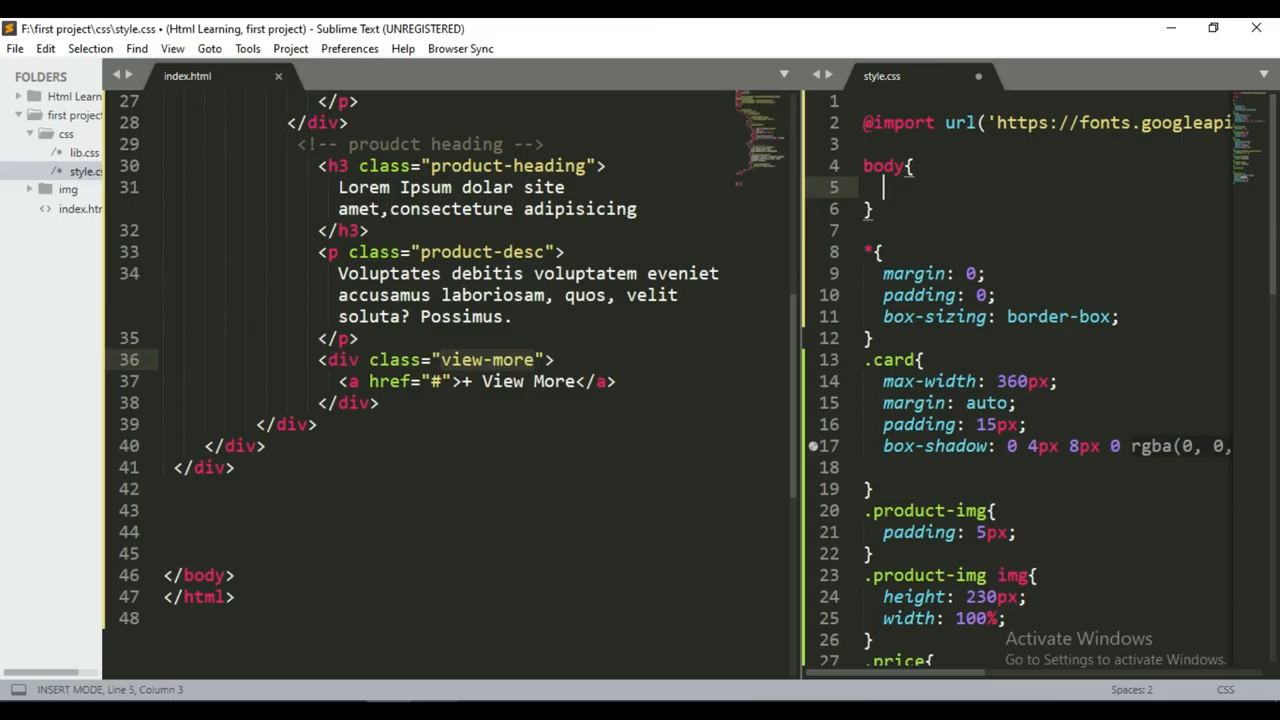 F:\first project\css\style.css • (Html Learning, first project) - Sublime Text (UNREGISTERED)
File Edit Selection Find View Goto Tools Project Preferences Help Browser Sync
FOLDERS
Html Learn
first project
css
/* lib.css
/* style.cs
img
<> index.htm
index.html
27 </p>
28 </div>
29 <!-- proudct heading -->
30 <h3 class="product-heading">
31 Lorem Ipsum dolar site
amet,consecteture adipisicing
32 </h3>
33 <p class="product-desc">
34 Voluptates debitis voluptatem eveniet
accusamus laboriosam, quos, velit
soluta? Possimus.
35 </p>
36 <div class="view-more">
37 <a href="#">+ View More</a>
38 </div>
39 </div>
40 </div>
41 </div>
42
43
44
45
46 </body>
47 </html>
48
style.css
1
2 @import url('https://fonts.googleapi
3
4 body{
5
6 }
7
8 *{
9 margin: 0;
10 padding: 0;
11 box-sizing: border-box;
12 }
13 .card{
14 max-width: 360px;
15 margin: auto;
16 padding: 15px;
17 box-shadow: 0 4px 8px 0 rgba(0, 0,
18
19 }
20 .product-img{
21 padding: 5px;
22 }
23 .product-img img{
24 height: 230px;
25 width: 100%;
26 }
27 .price{
Activate Windows
Go to Settings to activate Windows.
INSERT MODE, Line 5, Column 3
Spaces: 2
CSS